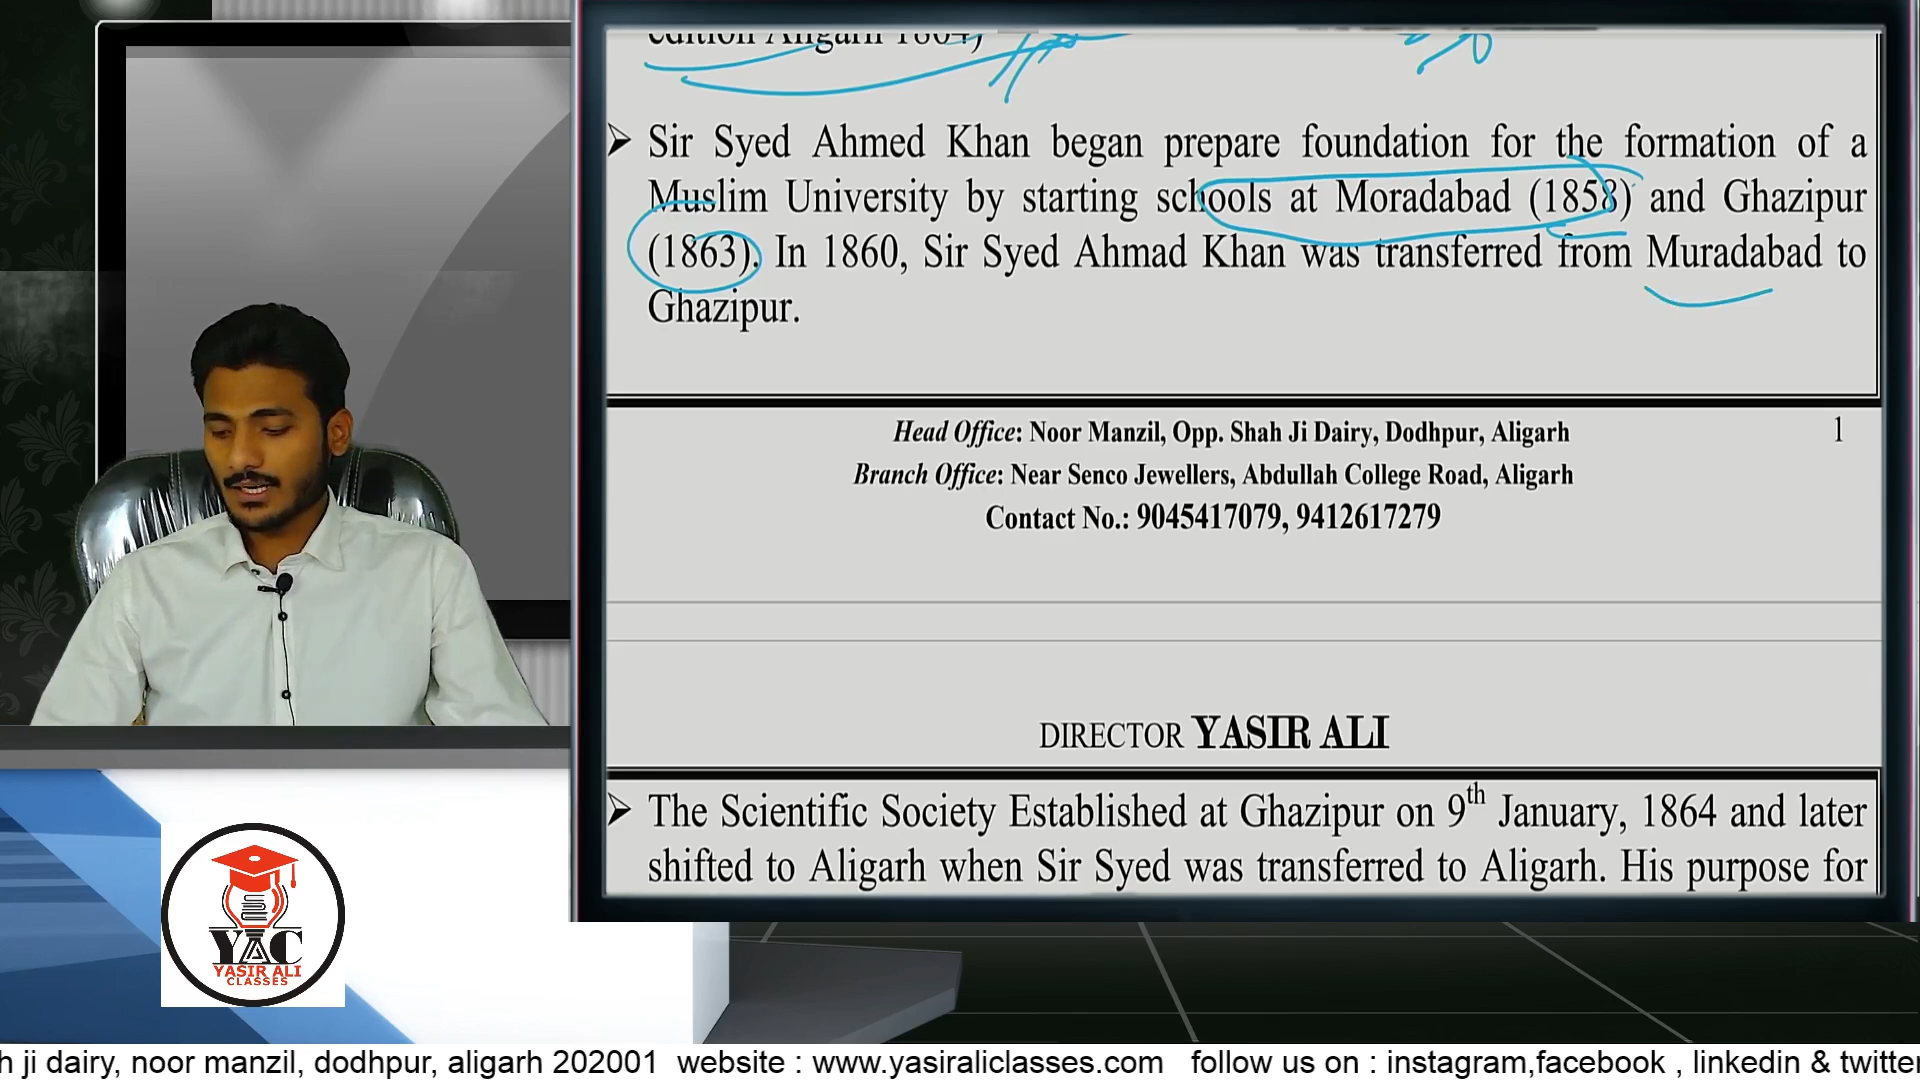 edition Aligarh 1864)
➢ Sir Syed Ahmed Khan began prepare foundation for the formation of a
Muslim University by starting schools at Moradabad (1858) and Ghazipur
(1863). In 1860, Sir Syed Ahmad Khan was transferred from Muradabad to
Ghazipur.
Head Office: Noor Manzil, Opp. Shah Ji Dairy, Dodhpur, Aligarh
1
Branch Office: Near Senco Jewellers, Abdullah College Road, Aligarh
Contact No.: 9045417079, 9412617279
DIRECTOR YASIR ALI
➢ The Scientific Society Established at Ghazipur on 9th January, 1864 and later
shifted to Aligarh when Sir Syed was transferred to Aligarh. His purpose for
YAC
YASIR ALI
CLASSES
h ji dairy, noor manzil, dodhpur, aligarh 202001 website : www.yasiraliclasses.com follow us on : instagram,facebook , linkedin & twitter